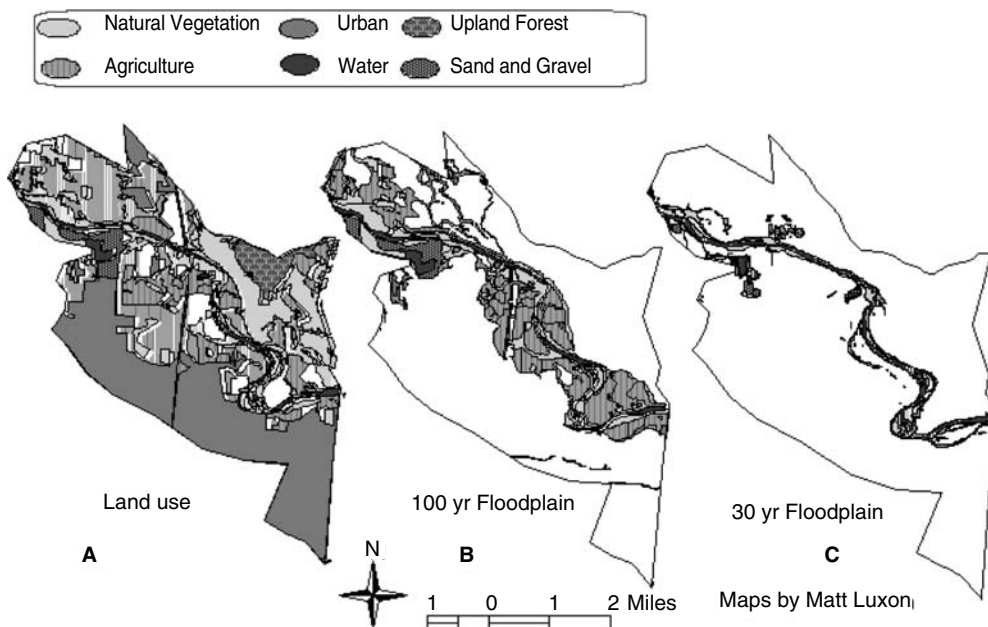 Natural Vegetation Urban Upland Forest
Agriculture Water Sand and Gravel
Land use 100 yr Floodplain 30 yr Floodplain
A B C
N
1 0 1 2 Miles
Maps by Matt Luxon